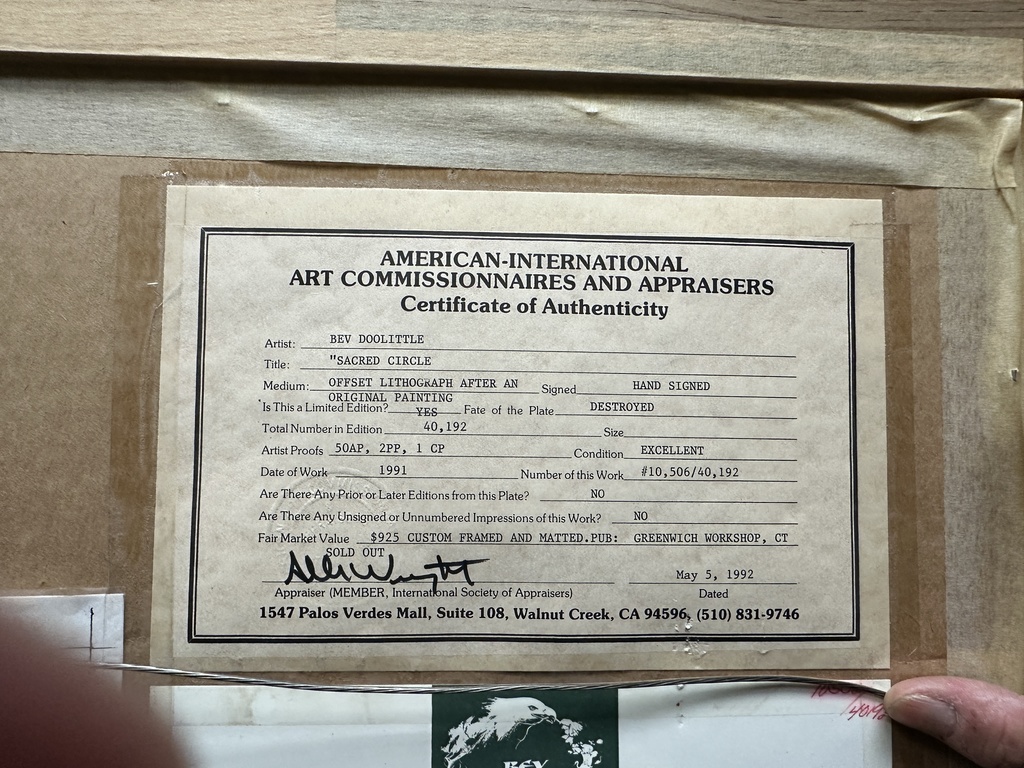 AMERICAN-INTERNATIONAL
ART COMMISSIONNAIRES AND APPRAISERS
Certificate of Authenticity
Artist: BEV DOOLITTLE
Title: "SACRED CIRCLE
Medium: OFFSET LITHOGRAPH AFTER AN ORIGINAL PAINTING Signed HAND SIGNED
Is This a Limited Edition? YES Fate of the Plate DESTROYED
Total Number in Edition 40,192 Size
Artist Proofs 50AP, 2PP, 1 CP Condition EXCELLENT
Date of Work 1991 Number of this Work #10,506/40,192
Are There Any Prior or Later Editions from this Plate? NO
Are There Any Unsigned or Unnumbered Impressions of this Work? NO
Fair Market Value $925 CUSTOM FRAMED AND MATTED.PUB: GREENWICH WORKSHOP, CT
SOLD OUT
May 5, 1992
Appraiser (MEMBER, International Society of Appraisers) Dated
1547 Palos Verdes Mall, Suite 108, Walnut Creek, CA 94596, (510) 831-9746
BEV